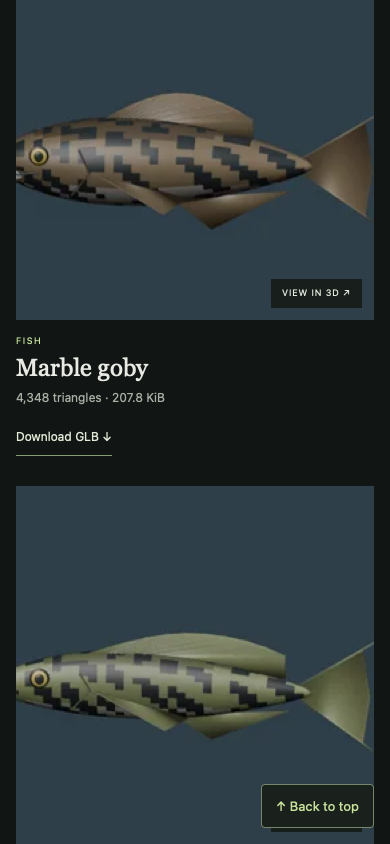 VIEW IN 3D ↗
FISH
Marble goby
4,348 triangles · 207.8 KiB
Download GLB ↓
↑ Back to top